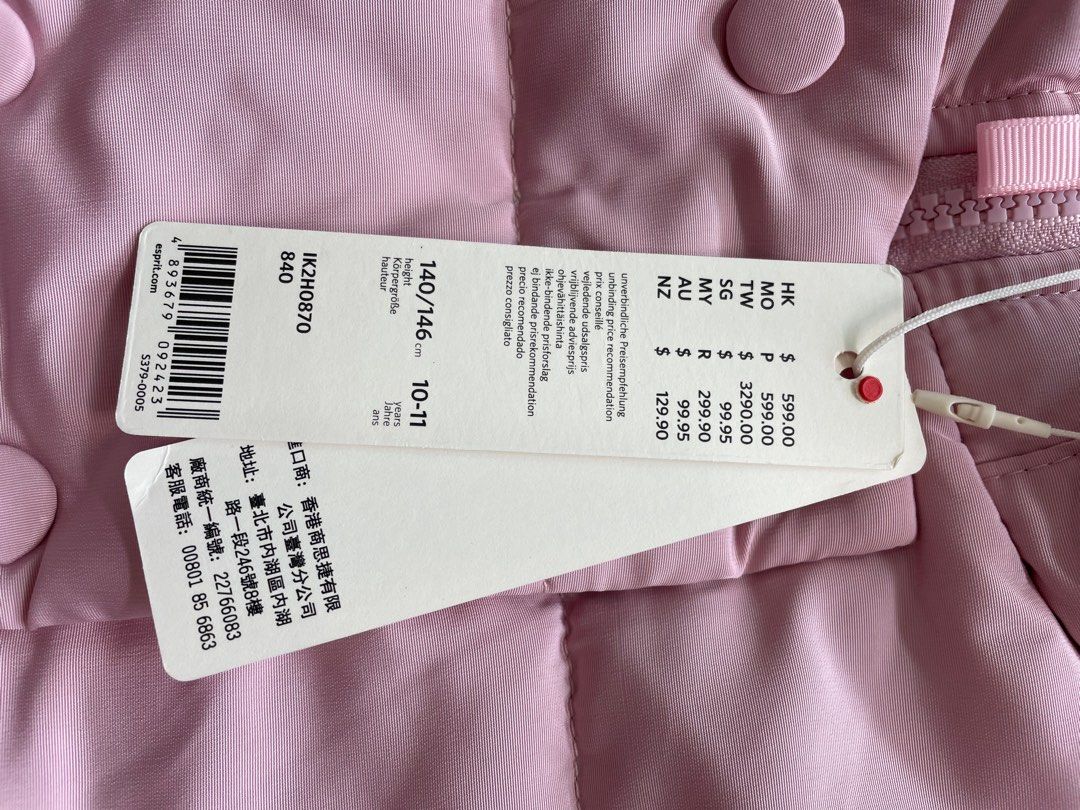 HK $ 599.00
MO P 599.00
TW $ 3290.00
SG $ 99.95
MY R 299.90
AU $ 99.95
NZ $ 129.90
unverbindliche Preisempfehlung
unbinding price recommendation
prix conseillé
vejledende udsalgspris
vrijblijvende adviesprijs
ohjevähittäishinta
ikke-bindende prisforslag
ej bindande prisrekommendation
precio recomendado
prezzo consigliato
140/146 cm 10-11
height years
Körpergröße Jahre
hauteur ans
IK2H0870
840
4 893679 092423
esprit.com S379-0005
進口商：香港商思捷有限
公司臺灣分公司
地址：臺北市內湖區內湖
路一段246號8樓
廠商統一編號：22766083
客服電話：00801 85 6863